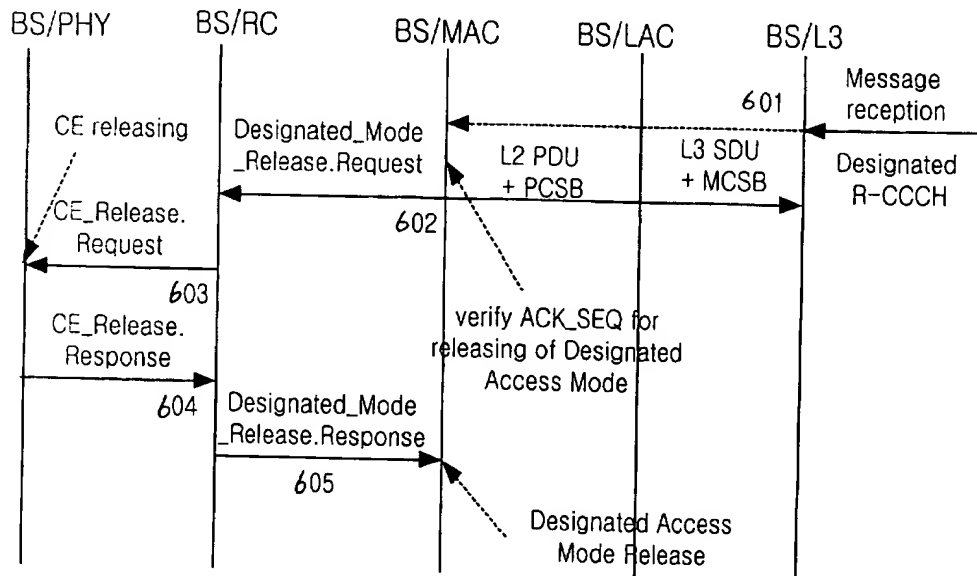 BS/PHY
BS/RC
BS/MAC
BS/LAC
BS/L3
601
Message
reception
CE releasing
Designated_Mode
_Release.Request
L2 PDU
+ PCSB
L3 SDU
+ MCSB
Designated
R-CCCH
602
CE_Release.
Request
603
CE_Release.
Response
604
verify ACK_SEQ for
releasing of Designated
Access Mode
Designated_Mode
_Release.Response
605
Designated Access
Mode Release